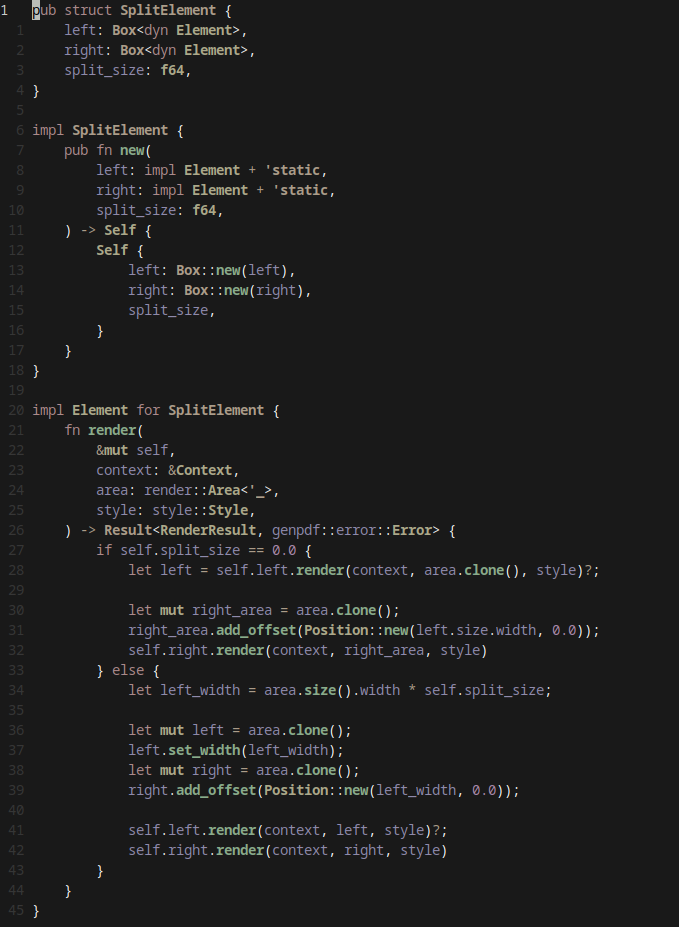 1 pub struct SplitElement {
1 left: Box<dyn Element>,
2 right: Box<dyn Element>,
3 split_size: f64,
4 }
5
6 impl SplitElement {
7 pub fn new(
8 left: impl Element + 'static,
9 right: impl Element + 'static,
10 split_size: f64,
11 ) -> Self {
12 Self {
13 left: Box::new(left),
14 right: Box::new(right),
15 split_size,
16 }
17 }
18 }
19
20 impl Element for SplitElement {
21 fn render(
22 &mut self,
23 context: &Context,
24 area: render::Area<'_>,
25 style: style::Style,
26 ) -> Result<RenderResult, genpdf::error::Error> {
27 if self.split_size == 0.0 {
28 let left = self.left.render(context, area.clone(), style)?;
29
30 let mut right_area = area.clone();
31 right_area.add_offset(Position::new(left.size.width, 0.0));
32 self.right.render(context, right_area, style)
33 } else {
34 let left_width = area.size().width * self.split_size;
35
36 let mut left = area.clone();
37 left.set_width(left_width);
38 let mut right = area.clone();
39 right.add_offset(Position::new(left_width, 0.0));
40
41 self.left.render(context, left, style)?;
42 self.right.render(context, right, style)
43 }
44 }
45 }